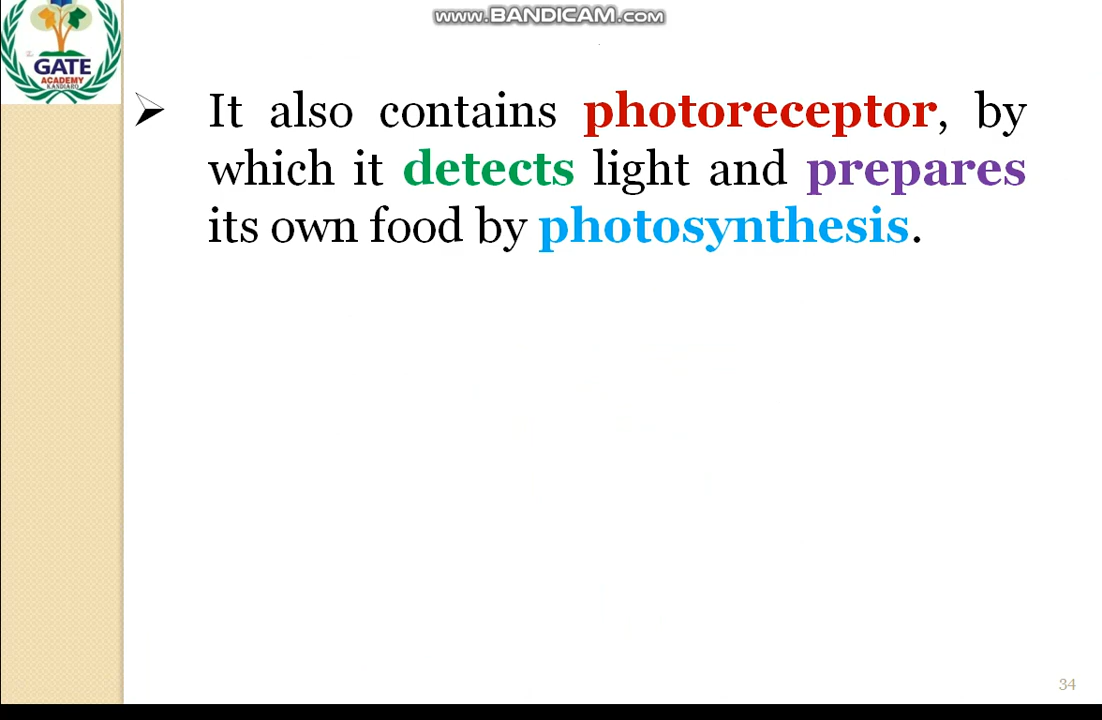 www.BANDICAM.com
GATE
ACADEMY
KANDIARO
It also contains photoreceptor, by
which it detects light and prepares
its own food by photosynthesis.
34